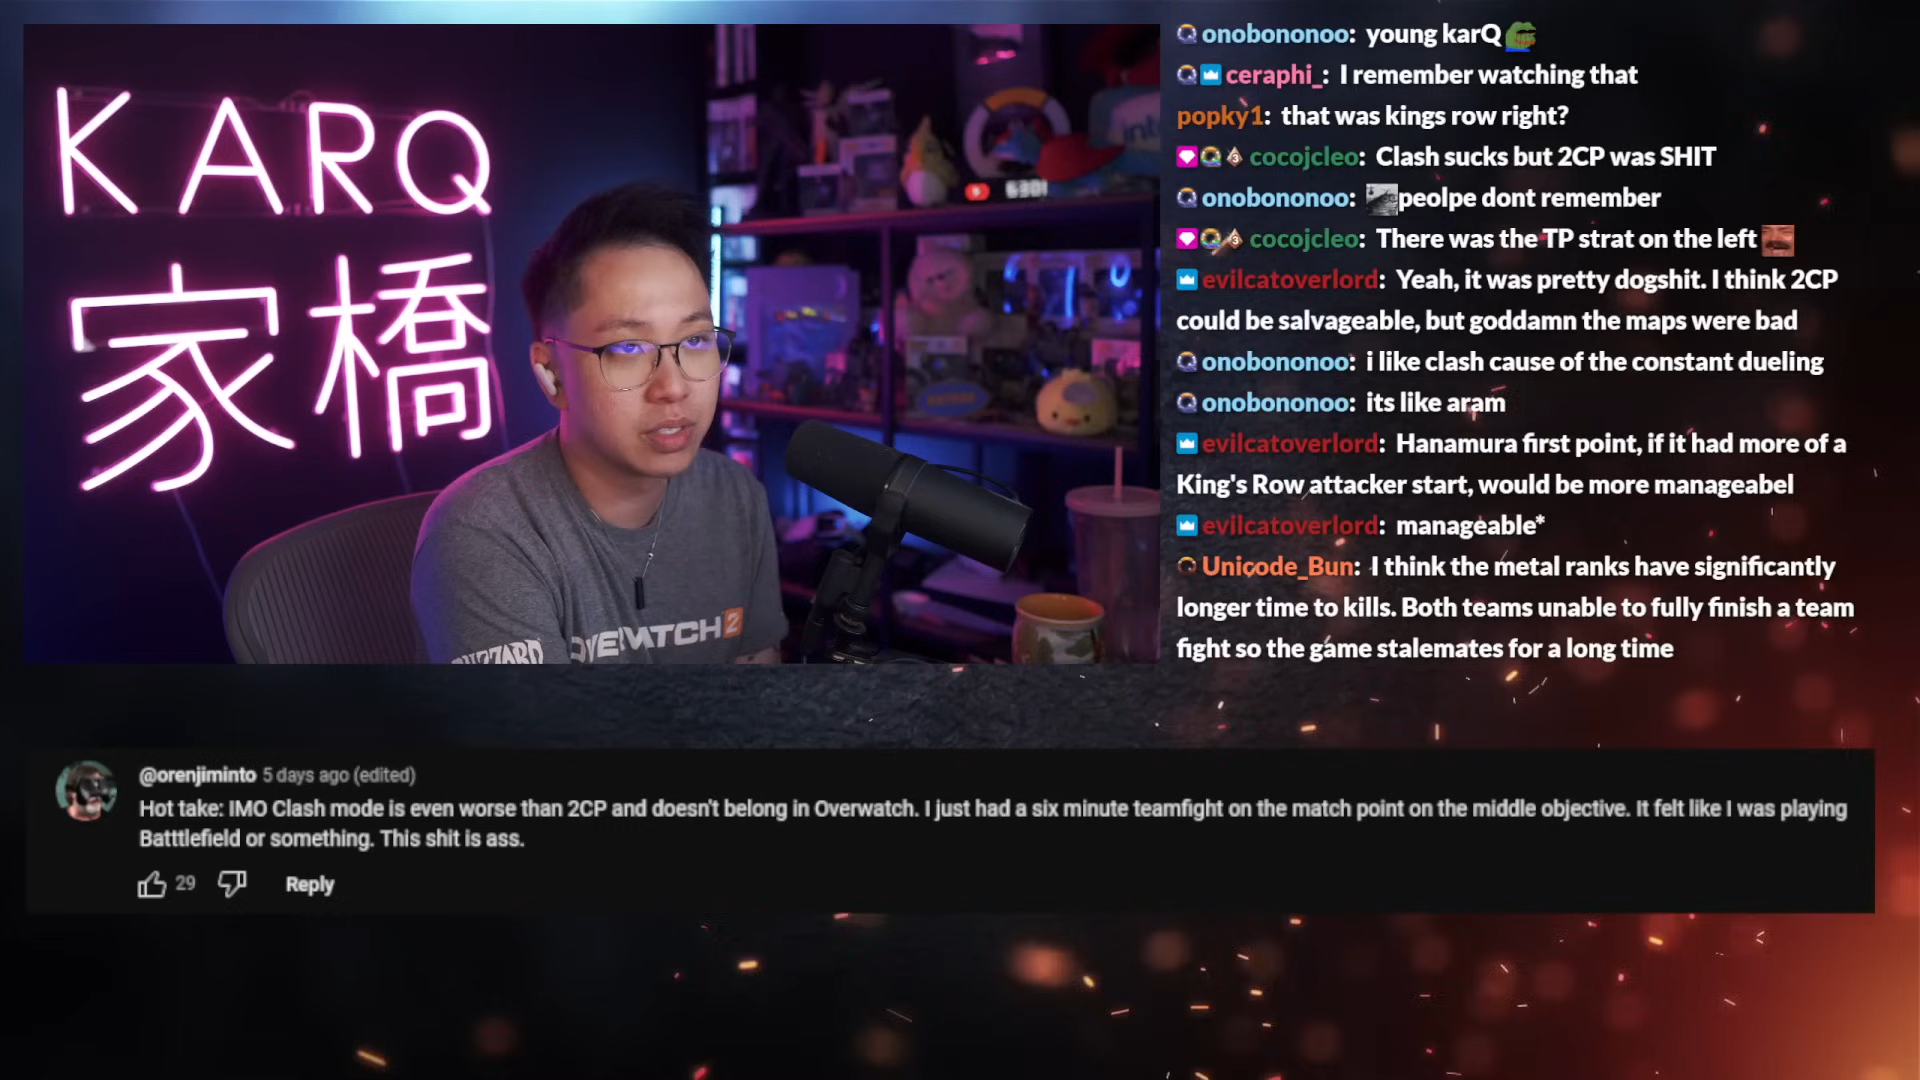 KARQ
家橋
6301
inte
BLIZZARD
OVERWATCH 2
onobononoo: young karQ
ceraphi_: I remember watching that
popky1: that was kings row right?
cocojcleo: Clash sucks but 2CP was SHIT
onobononoo: peolpe dont remember
cocojcleo: There was the TP strat on the left
evilcatoverlord: Yeah, it was pretty dogshit. I think 2CP
could be salvageable, but goddamn the maps were bad
onobononoo: i like clash cause of the constant dueling
onobononoo: its like aram
evilcatoverlord: Hanamura first point, if it had more of a
King's Row attacker start, would be more manageabel
evilcatoverlord: manageable*
Unicode_Bun: I think the metal ranks have significantly
longer time to kills. Both teams unable to fully finish a team
fight so the game stalemates for a long time
@orenjiminto 5 days ago (edited)
Hot take: IMO Clash mode is even worse than 2CP and doesn't belong in Overwatch. I just had a six minute teamfight on the match point on the middle objective. It felt like I was playing
Batttlefield or something. This shit is ass.
29 Reply